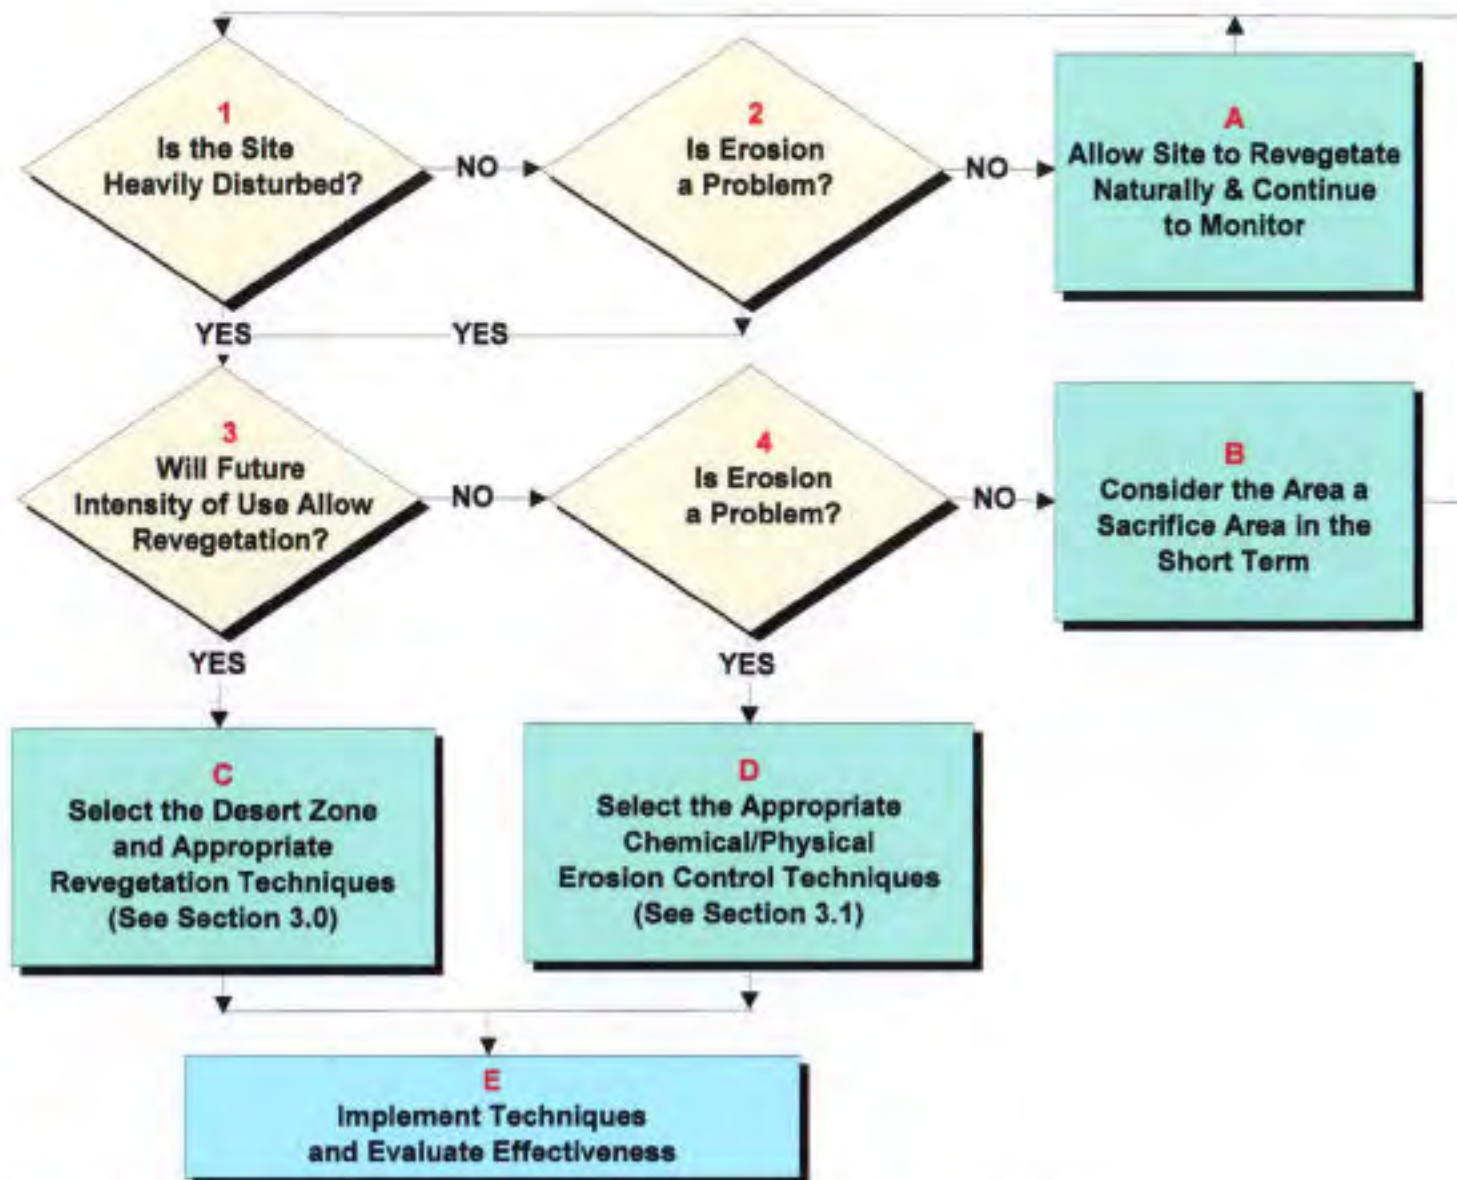 1
Is the Site
Heavily Disturbed?
NO
2
Is Erosion
a Problem?
NO
A
Allow Site to Revegetate
Naturally & Continue
to Monitor
YES
YES
3
Will Future
Intensity of Use Allow
Revegetation?
NO
4
Is Erosion
a Problem?
NO
B
Consider the Area a
Sacrifice Area in the
Short Term
YES
YES
C
Select the Desert Zone
and Appropriate
Revegetation Techniques
(See Section 3.0)
D
Select the Appropriate
Chemical/Physical
Erosion Control Techniques
(See Section 3.1)
E
Implement Techniques
and Evaluate Effectiveness